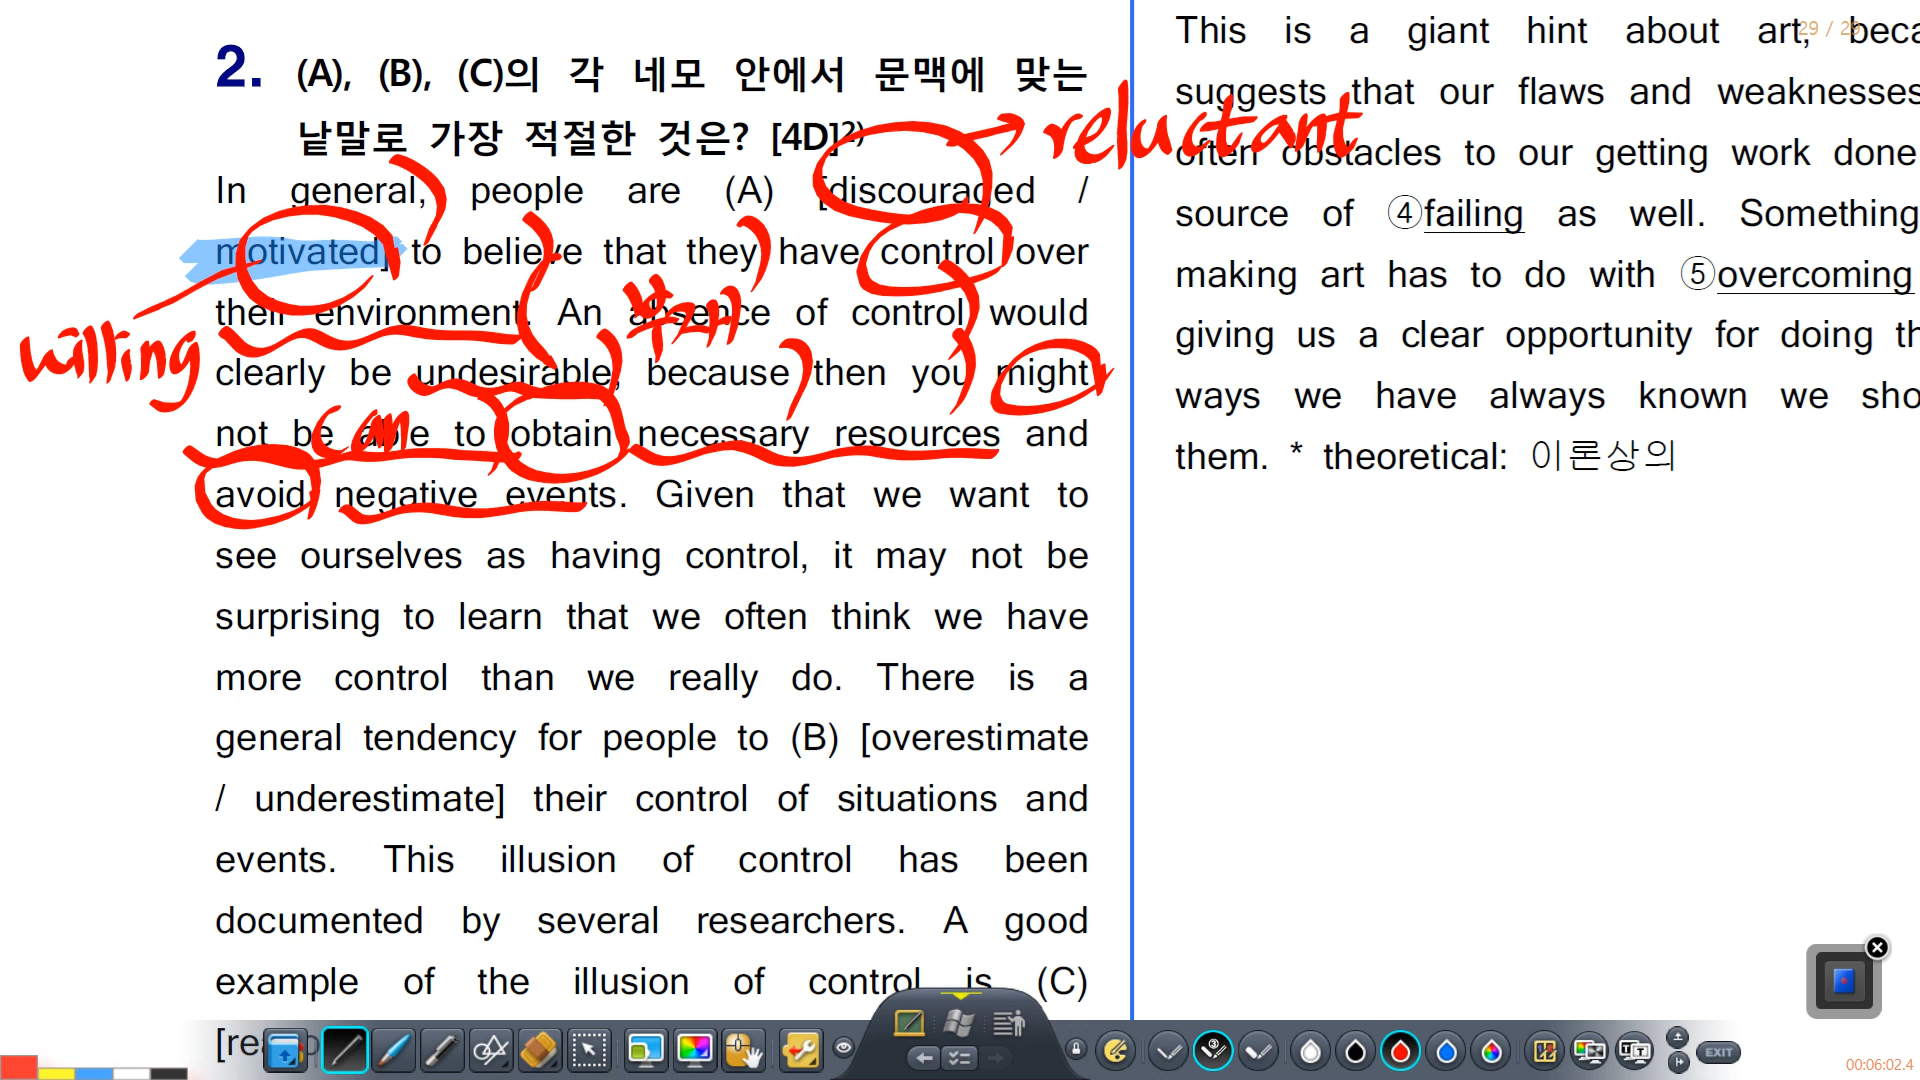 2. (A), (B), (C)의 각 네모 안에서 문맥에 맞는
낱말로 가장 적절한 것은? [4D]2)
reluctant
In general, people are (A) [discouraged /
motivated] to believe that they have control over
their environment. An absence of control would
부재
willing
clearly be undesirable, because then you might
can
not be able to obtain necessary resources and
avoid negative events. Given that we want to
see ourselves as having control, it may not be
surprising to learn that we often think we have
more control than we really do. There is a
general tendency for people to (B) [overestimate
/ underestimate] their control of situations and
events. This illusion of control has been
documented by several researchers. A good
example of the illusion of control is (C)
This is a giant hint about art,
suggests that our flaws and weaknesses
often obstacles to our getting work done
source of ④failing as well. Something
making art has to do with ⑤overcoming
giving us a clear opportunity for doing
ways we have always known we
them. * theoretical: 이론상의
29 / 29
EXIT
00:06:02.4